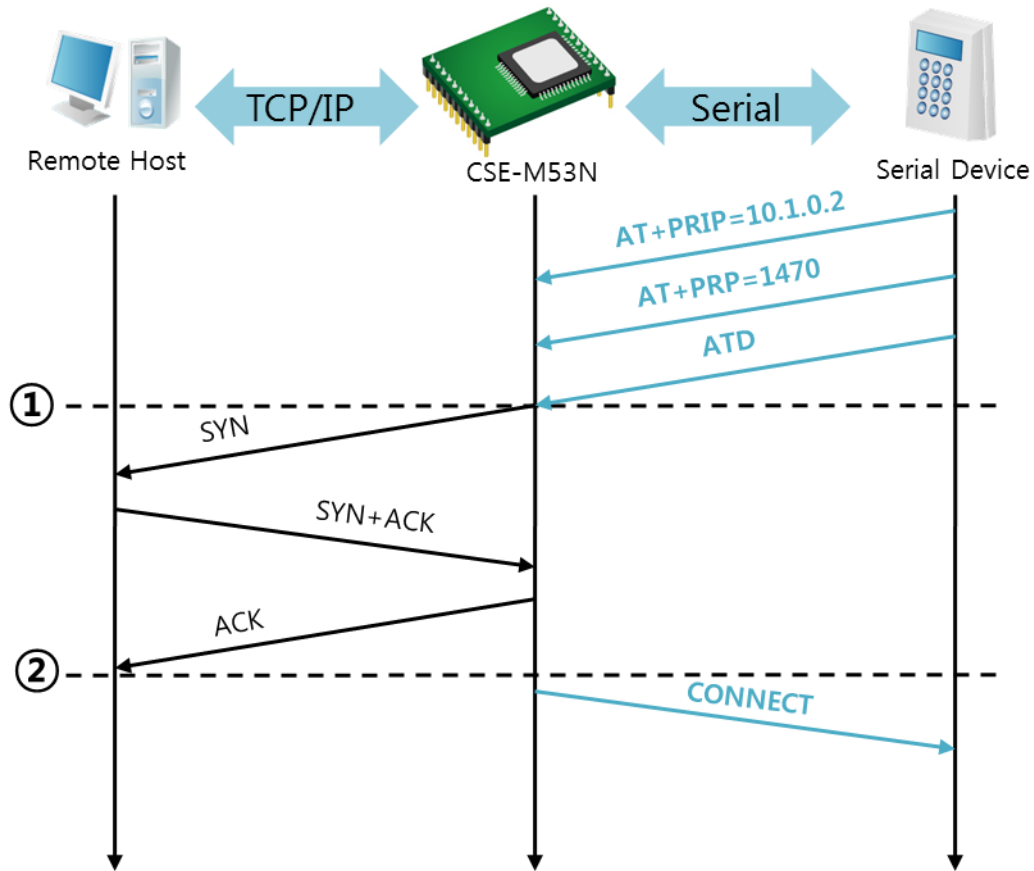 TCP/IP
Serial
Remote Host
CSE-M53N
Serial Device
AT+PRIP=10.1.0.2
AT+PRP=1470
ATD
①
SYN
SYN+ACK
ACK
②
CONNECT